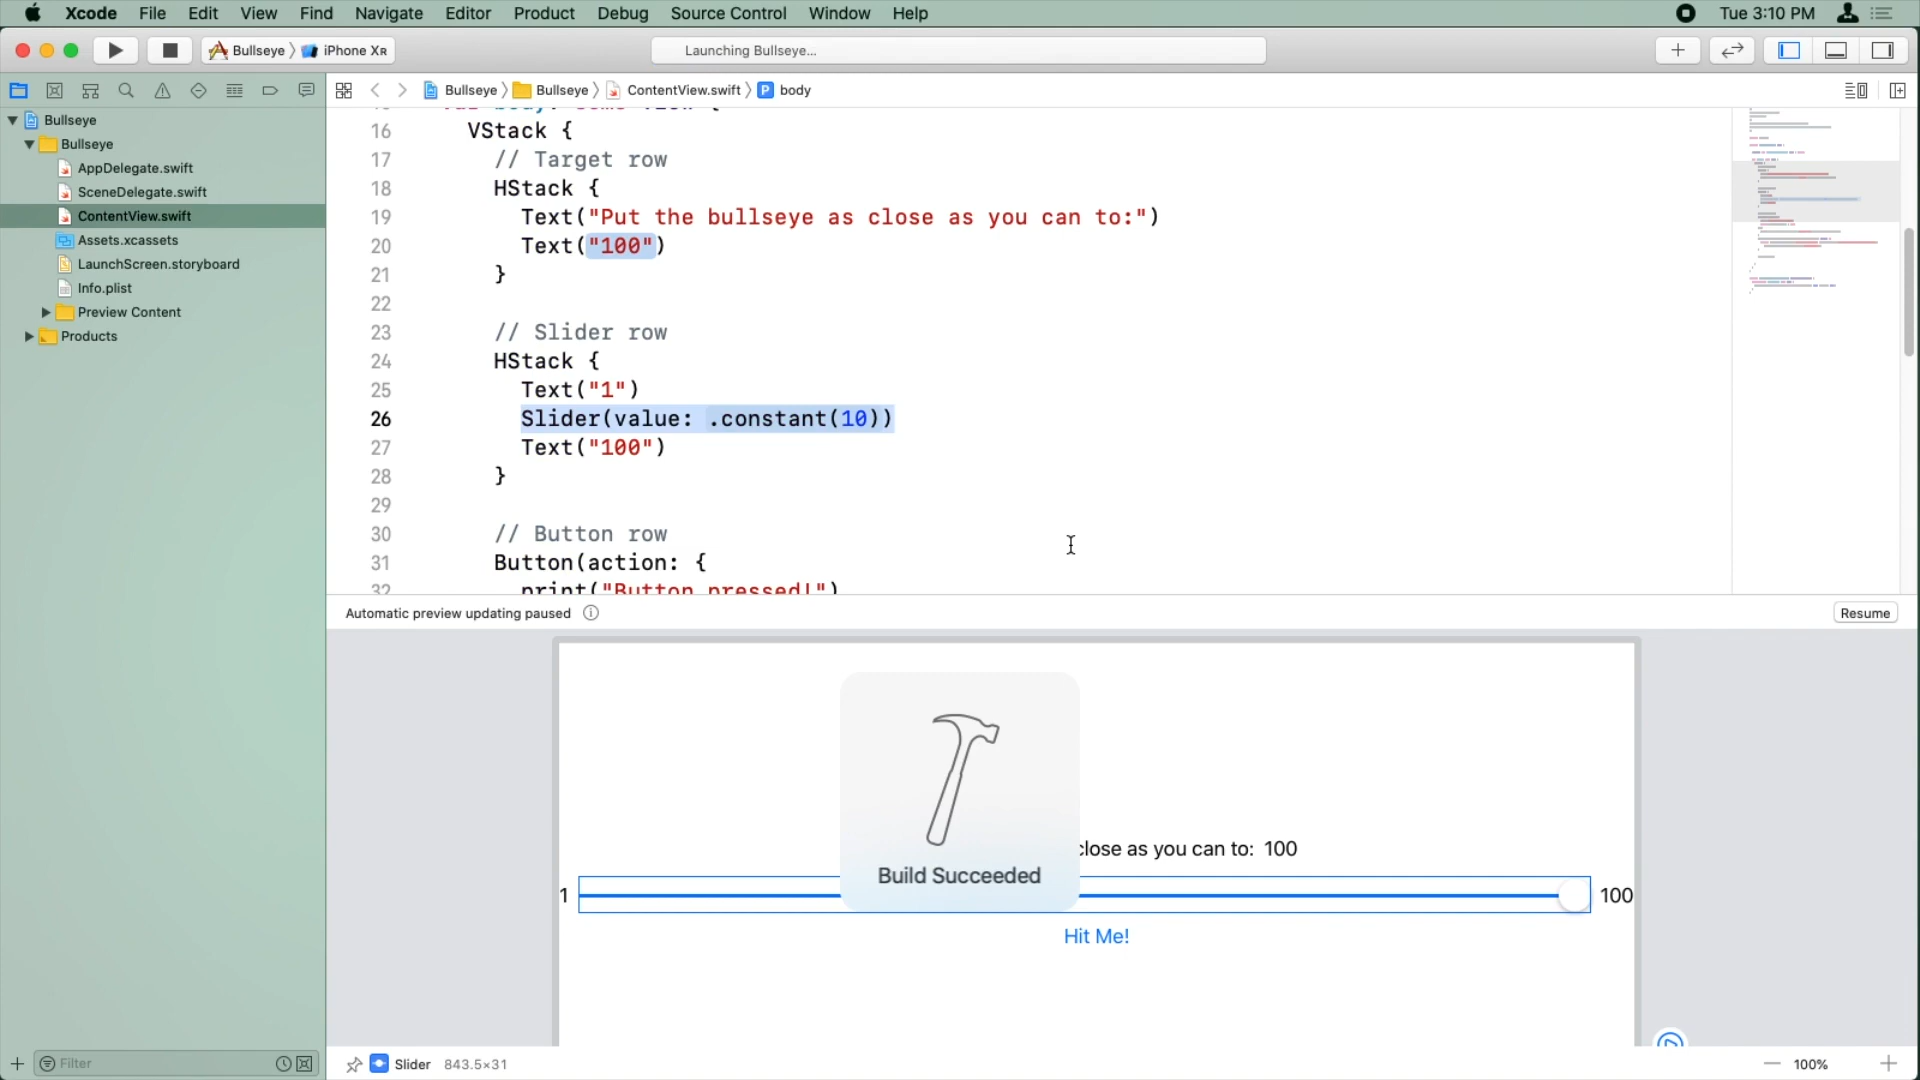 Xcode File Edit View Find Navigate Editor Product Debug Source Control Window Help Tue 3:10 PM
Bullseye iPhone XR Launching Bullseye...
Bullseye Bullseye ContentView.swift body
Bullseye
Bullseye
AppDelegate.swift
SceneDelegate.swift
ContentView.swift
Assets.xcassets
LaunchScreen.storyboard
Info.plist
Preview Content
Products
16 VStack {
17 // Target row
18 HStack {
19 Text("Put the bullseye as close as you can to:")
20 Text("100")
21 }
22
23 // Slider row
24 HStack {
25 Text("1")
26 Slider(value: .constant(10))
27 Text("100")
28 }
29
30 // Button row
31 Button(action: {
32 print("Button pressed!")
Automatic preview updating paused Resume
close as you can to: 100
Build Succeeded
1 100
Hit Me!
Filter
Slider 843.5×31 100%